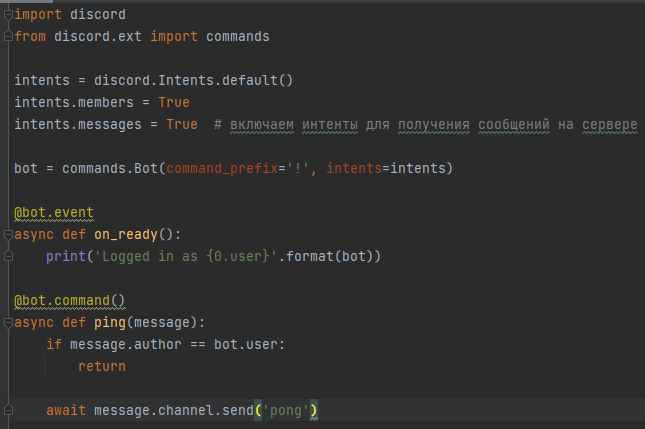 import discord
from discord.ext import commands
intents = discord.Intents.default()
intents.members = True
intents.messages = True  # включаем интенты для получения сообщений на сервере
bot = commands.Bot(command_prefix='!', intents=intents)
@bot.event
async def on_ready():
    print('Logged in as {0.user}'.format(bot))
@bot.command()
async def ping(message):
    if message.author == bot.user:
        return
    await message.channel.send('pong')